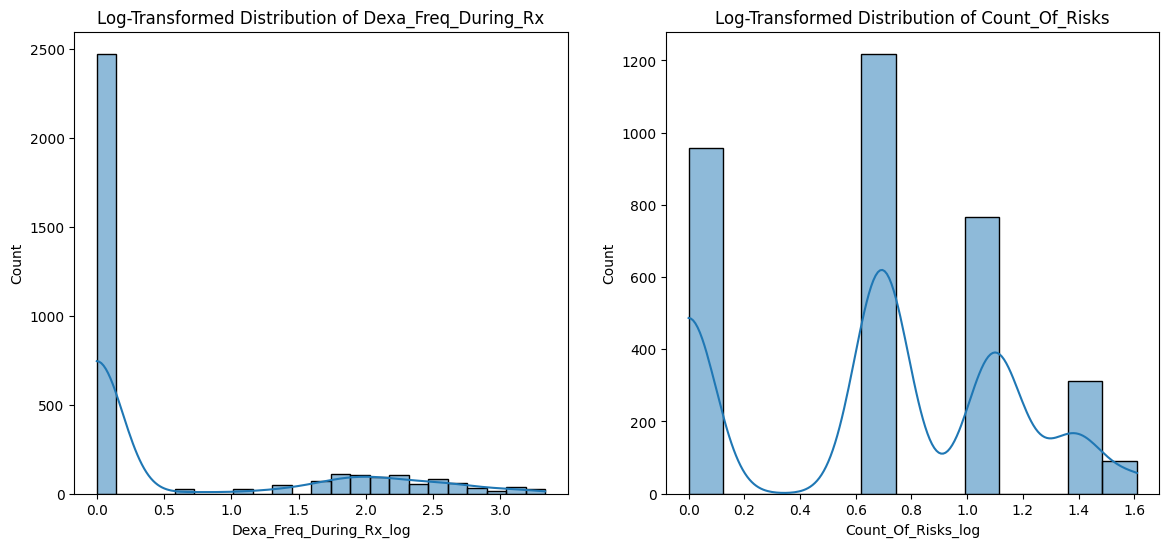 Log-Transformed Distribution of Dexa_Freq_During_Rx
2500
2000
1500
1000
500
0
Count
0.0 0.5 1.0 1.5 2.0 2.5 3.0
Dexa_Freq_During_Rx_log
Log-Transformed Distribution of Count_Of_Risks
1200
1000
800
600
400
200
0
Count
0.0 0.2 0.4 0.6 0.8 1.0 1.2 1.4 1.6
Count_Of_Risks_log